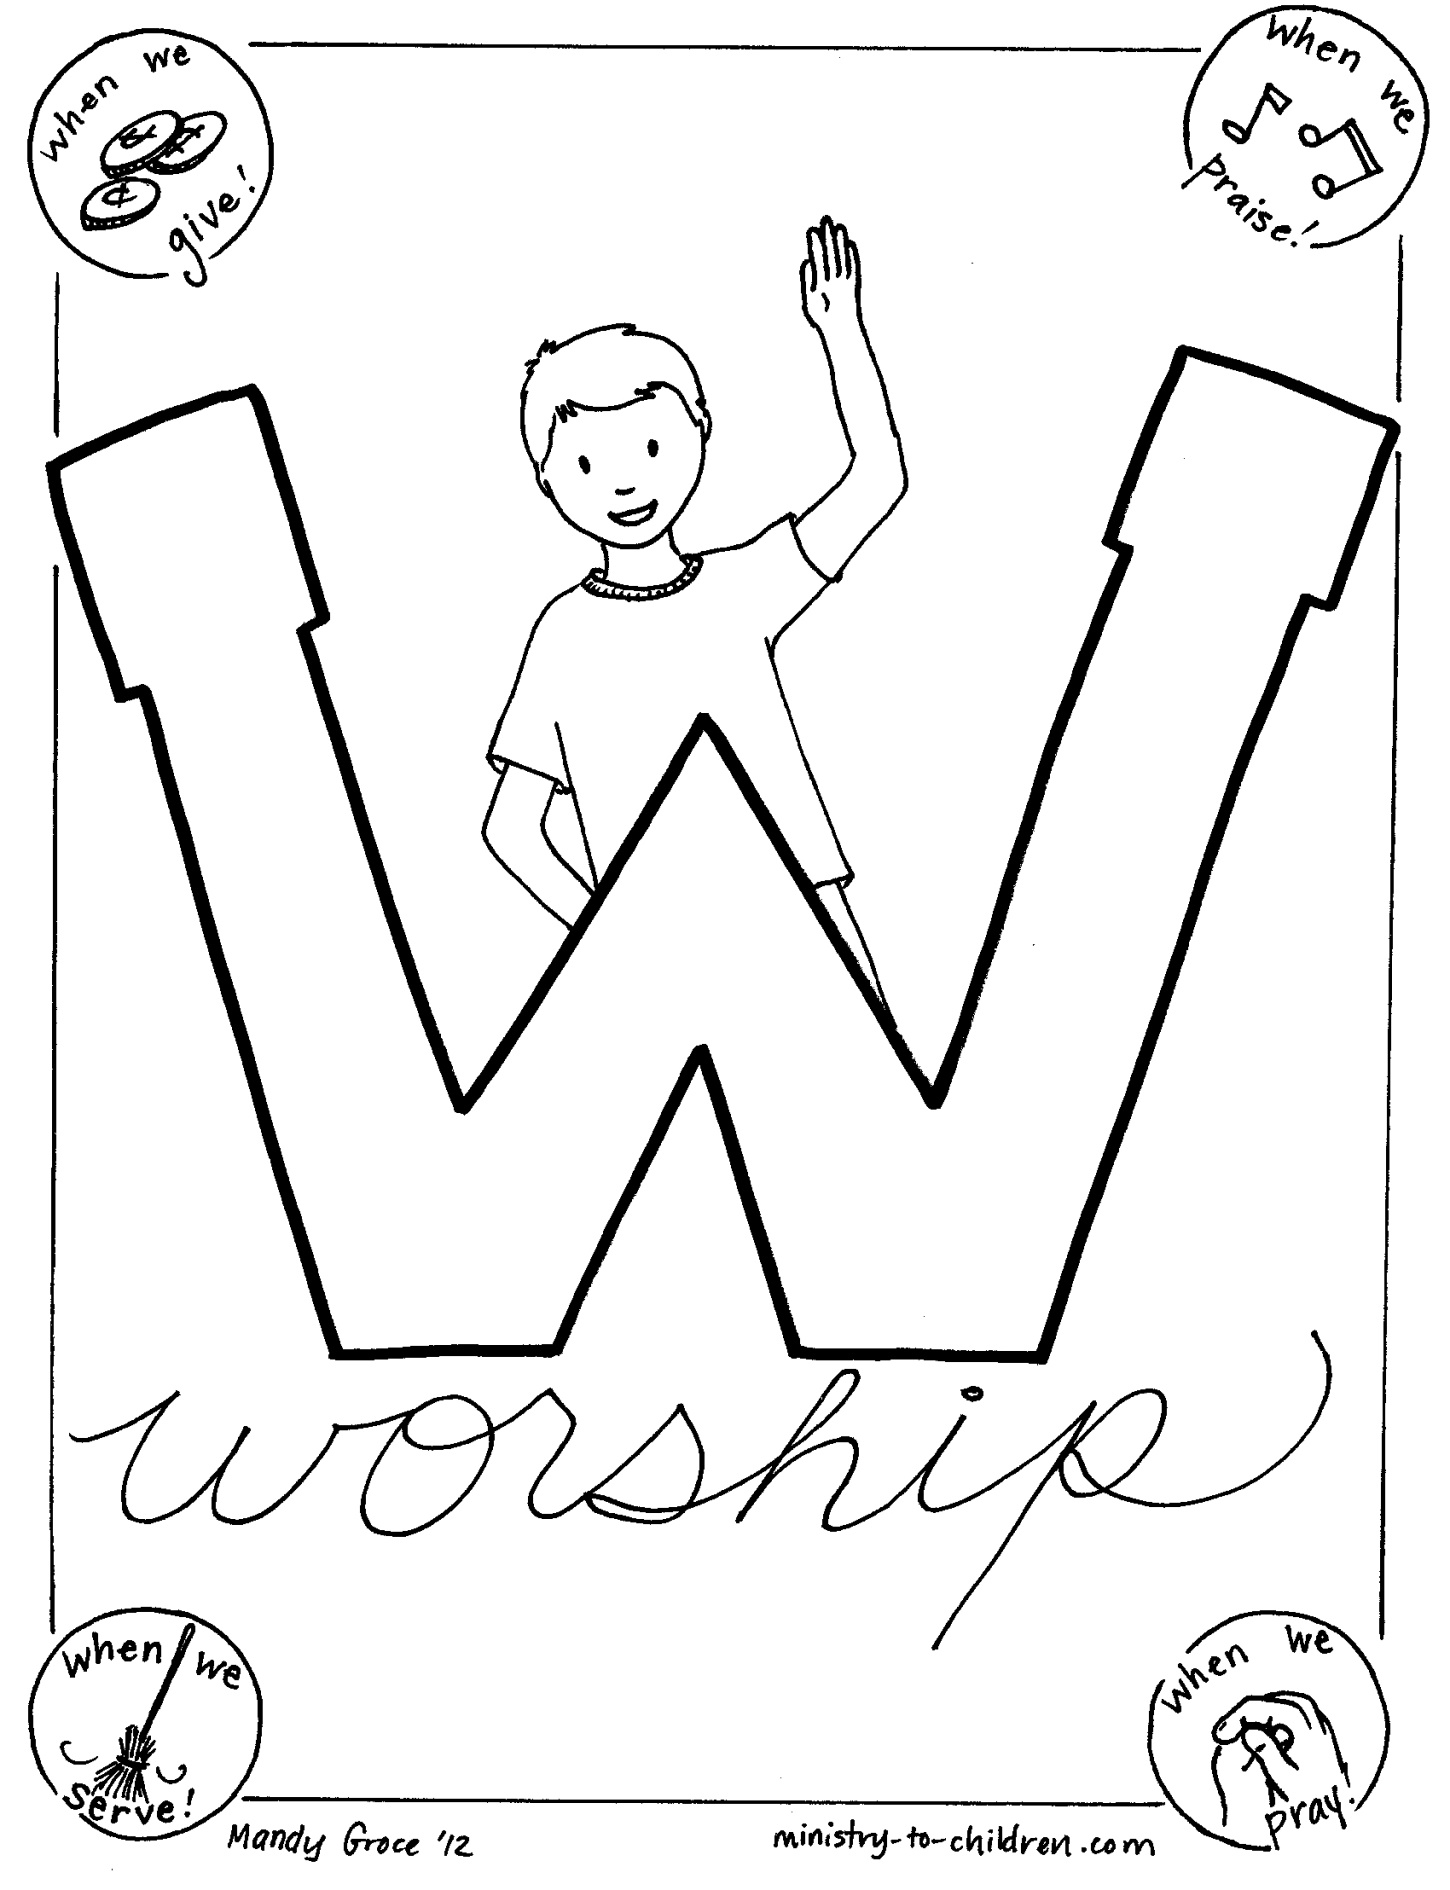 when we
give!
when we
praise!
W
worship
when we
serve!
when we
pray!
Mandy Groce '12
ministry-to-children.com